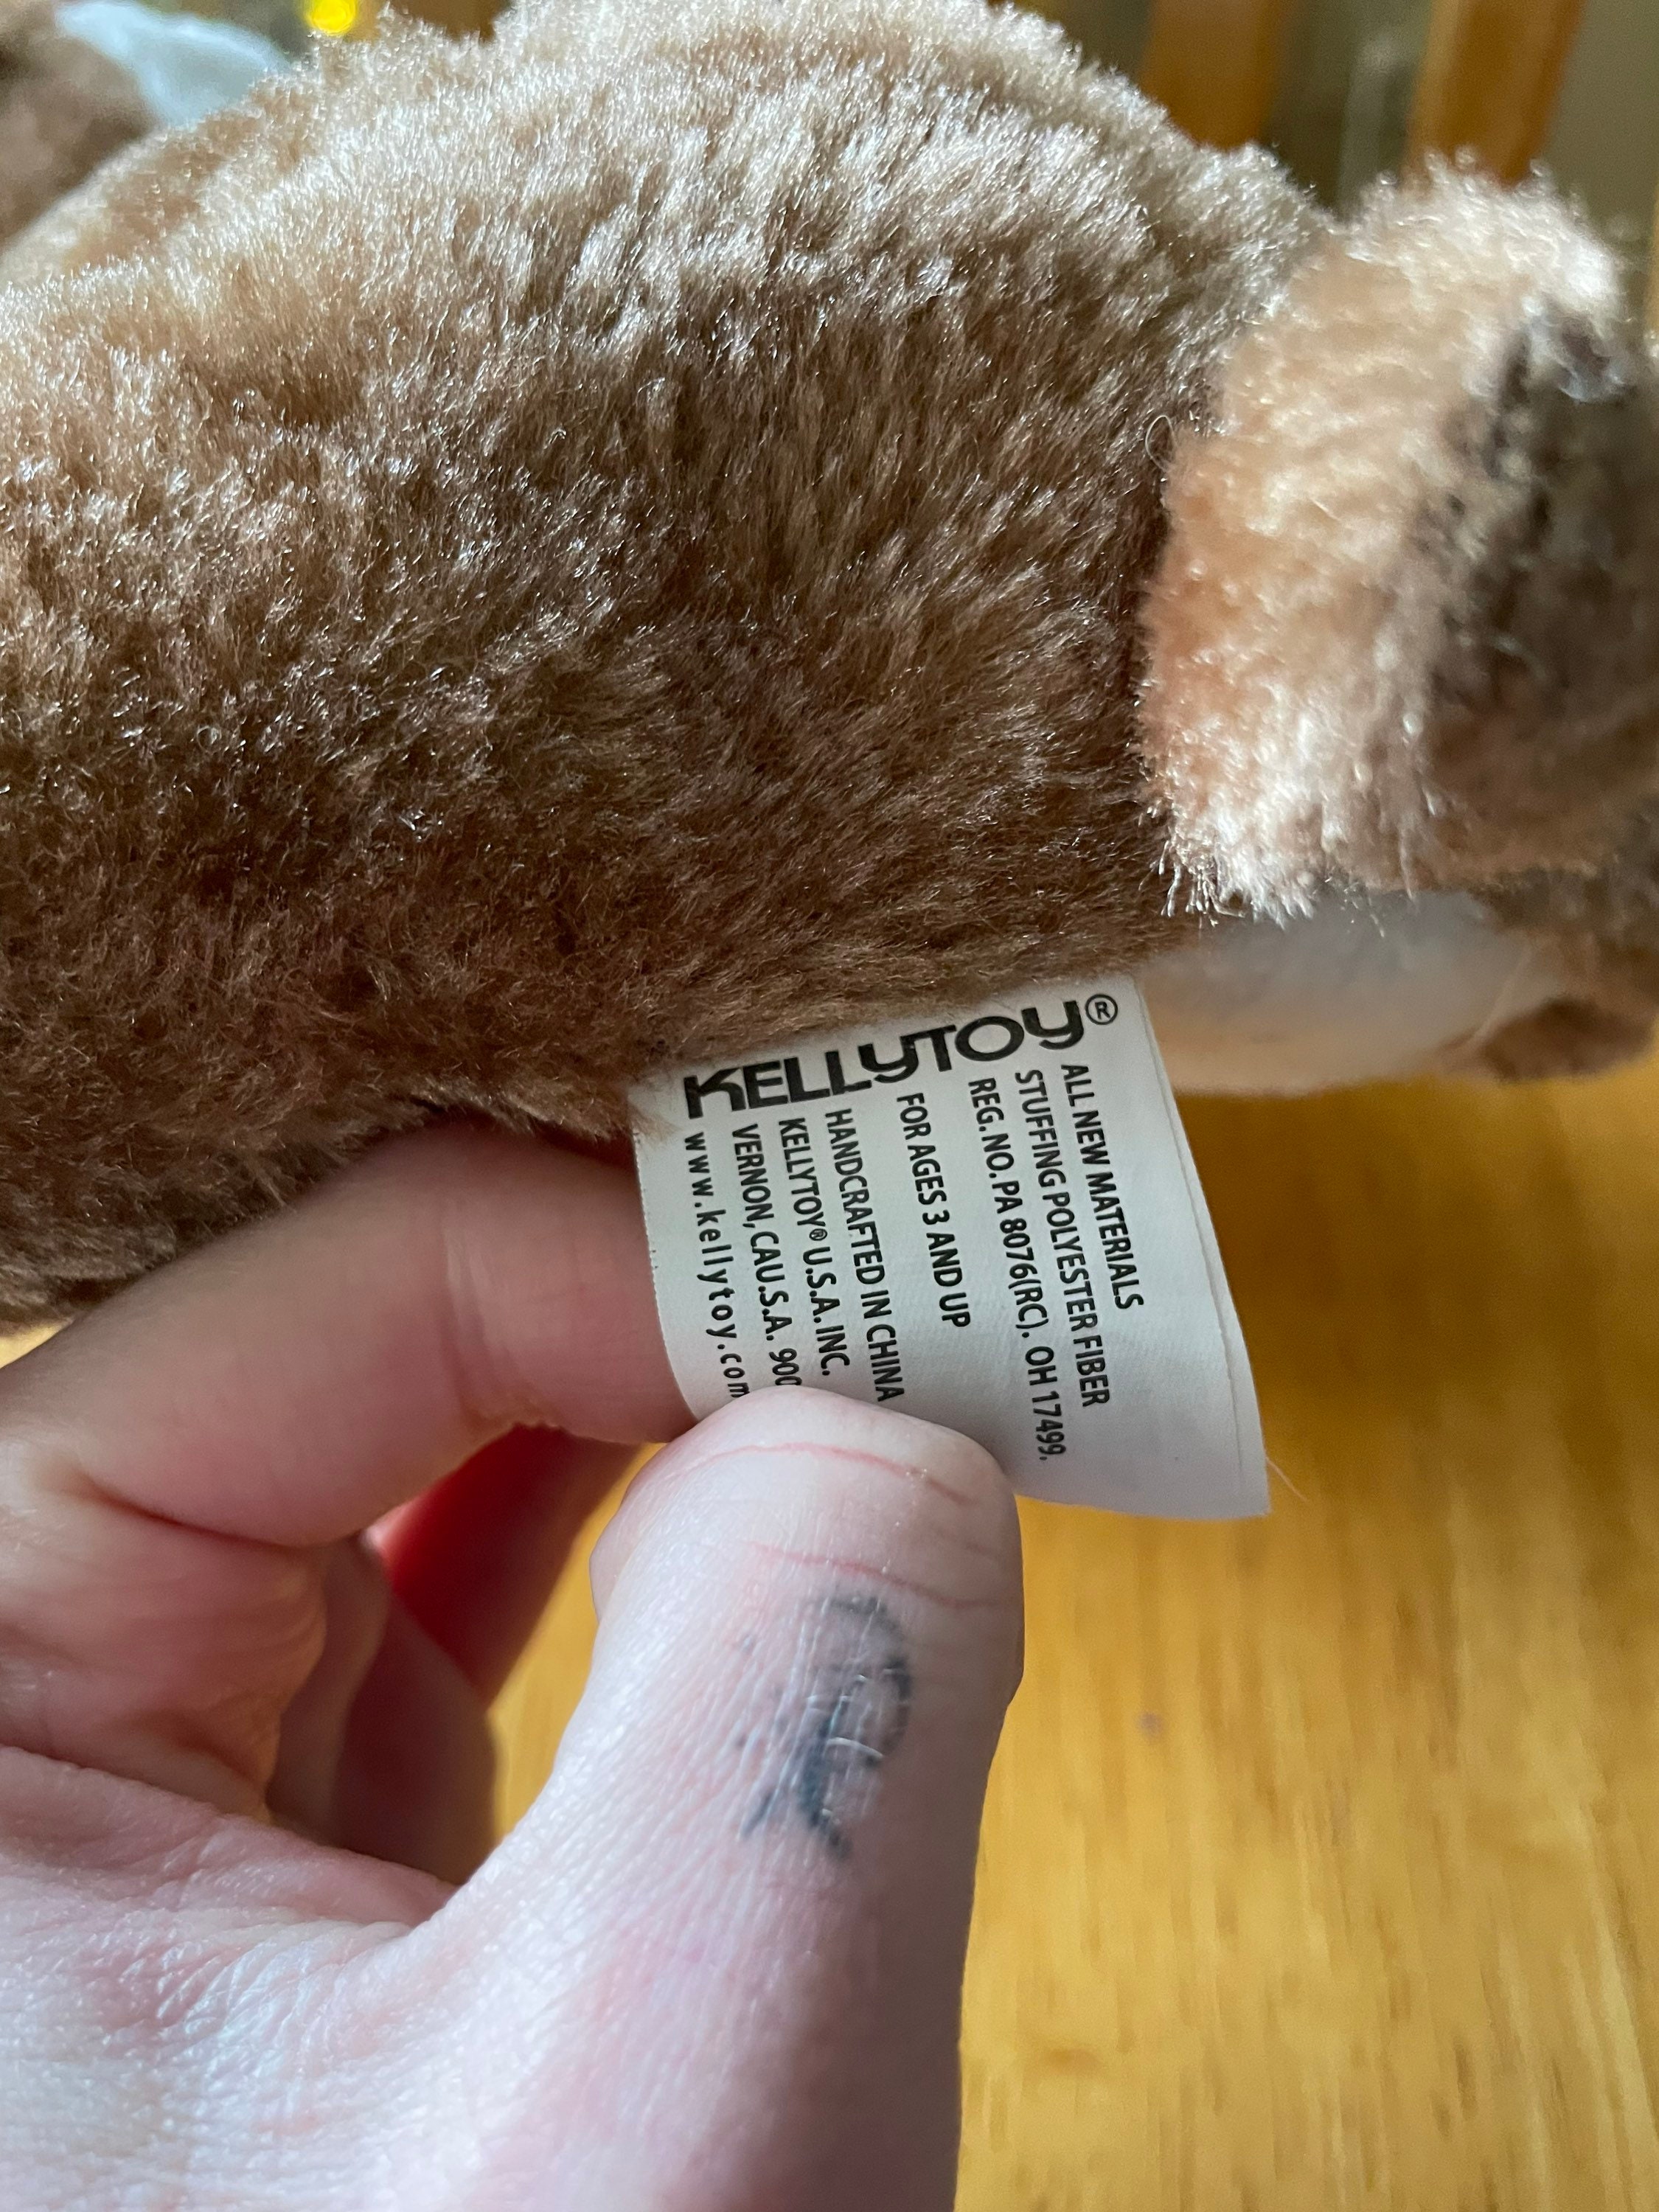 KELLYTOY®
ALL NEW MATERIALS
STUFFING POLYESTER FIBER
REG. NO. PA 8076(RC). OH 17499.
FOR AGES 3 AND UP
HANDCRAFTED IN CHINA
KELLYTOY® U.S.A. INC.
VERNON, CA U.S.A. 900
www.kellytoy.com